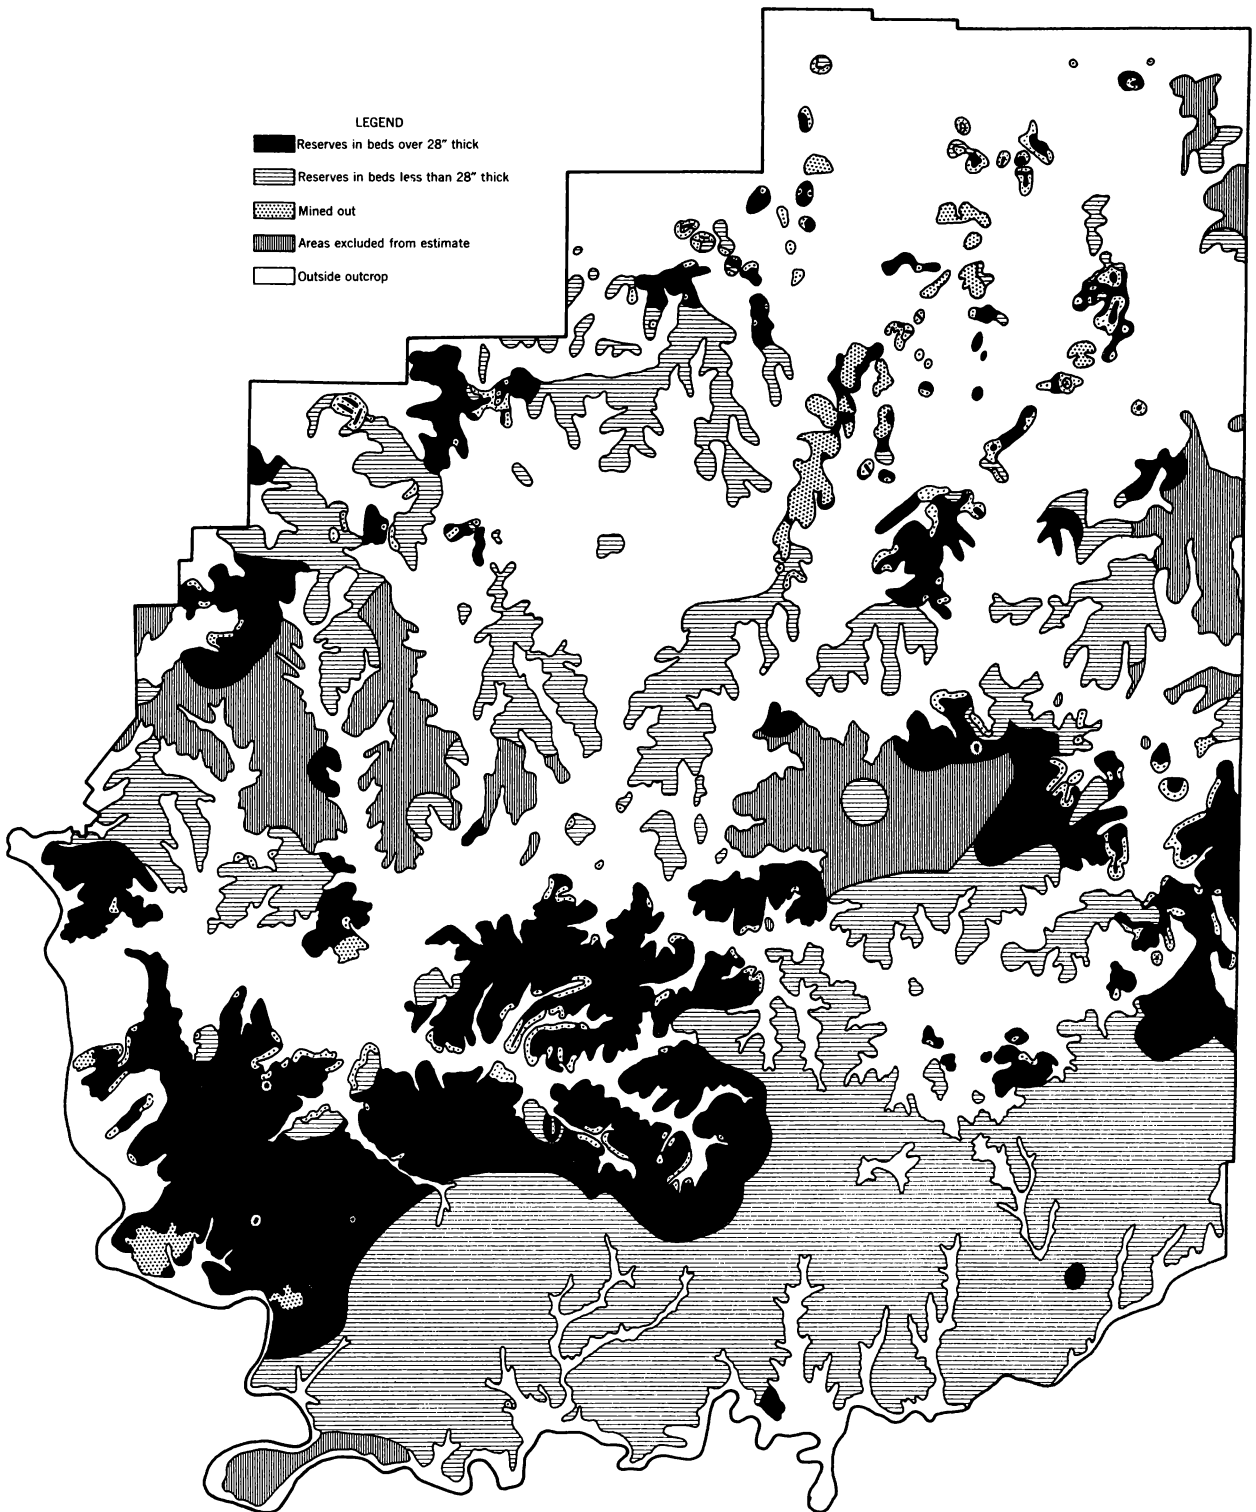 LEGEND
Reserves in beds over 28" thick
Reserves in beds less than 28" thick
Mined out
Areas excluded from estimate
Outside outcrop